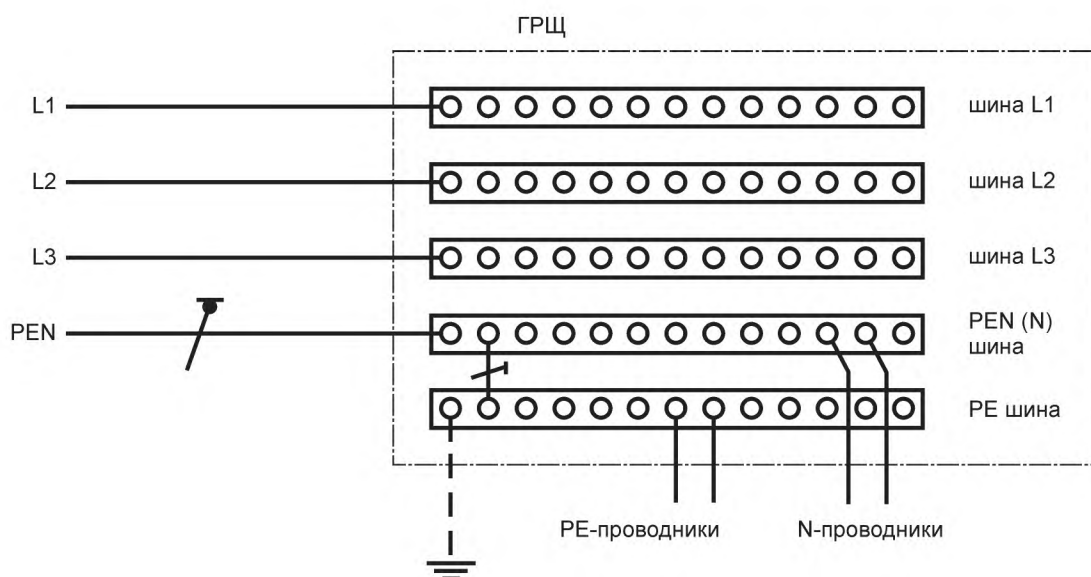 ГРЩ
L1
шина L1
L2
шина L2
L3
шина L3
PEN
PEN (N)
шина
PE шина
PE-проводники
N-проводники